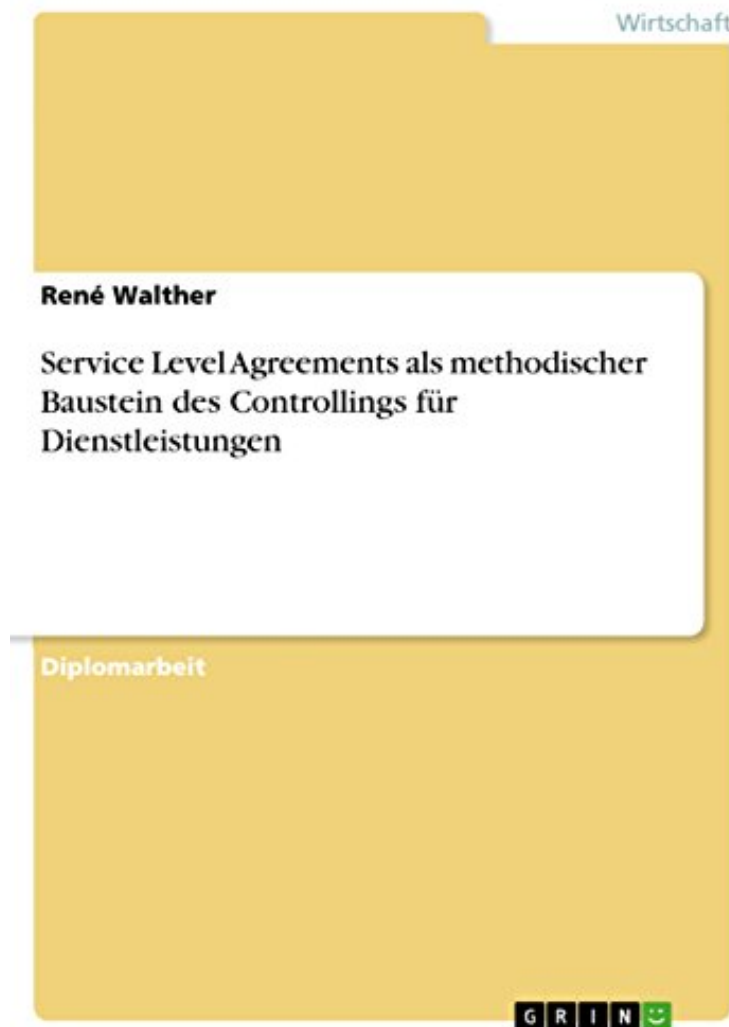 Wirtschaft
René Walther
Service Level Agreements als methodischer
Baustein des Controllings für
Dienstleistungen
Diplomarbeit
GRIN